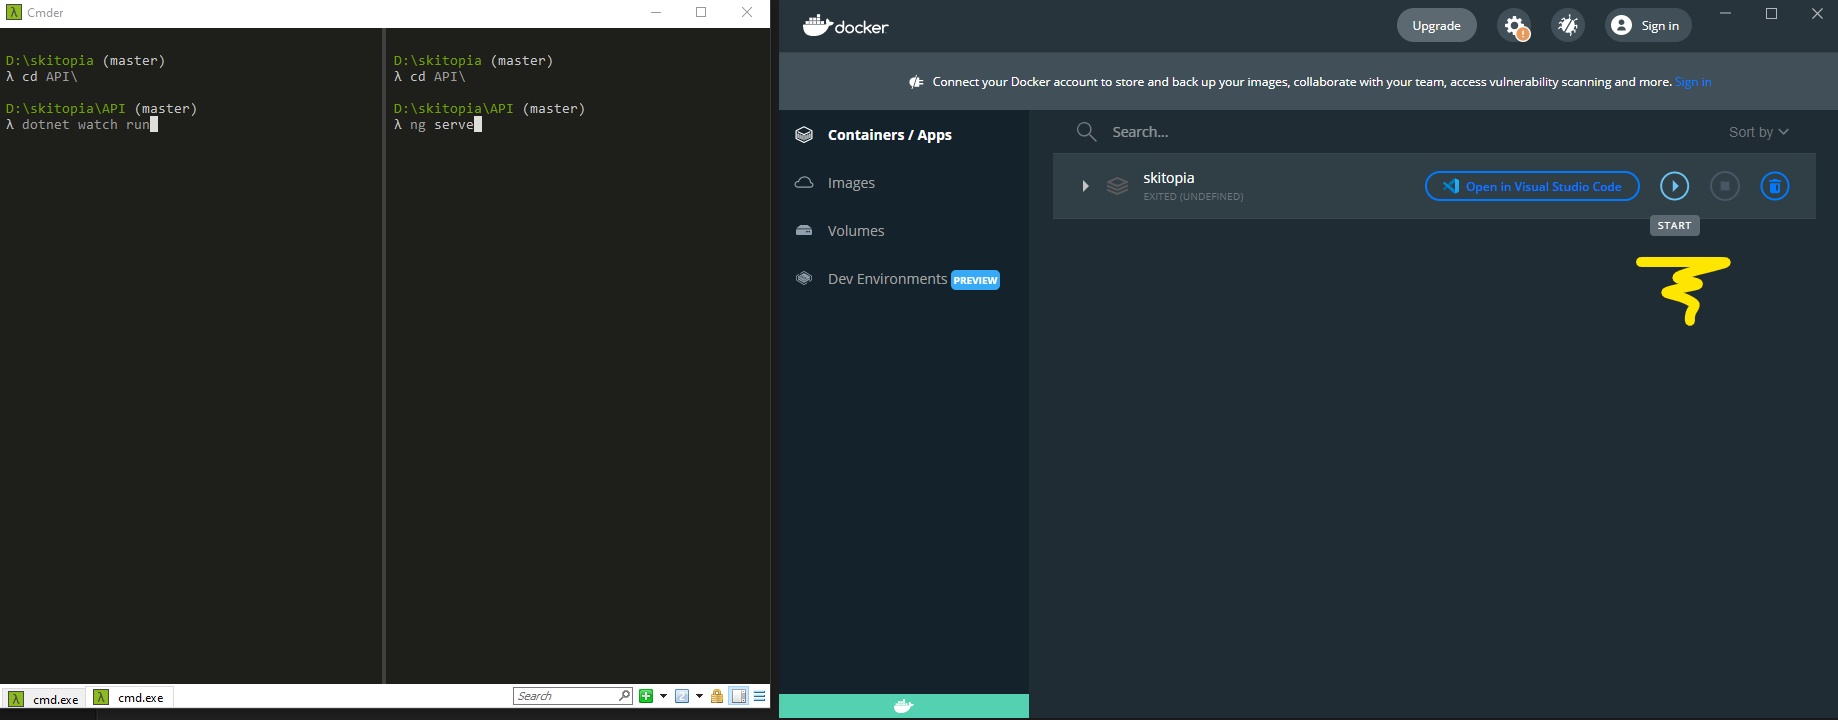 Cmder
D:\skitopia (master)
λ cd API\
D:\skitopia\API (master)
λ dotnet watch run
D:\skitopia (master)
λ cd API\
D:\skitopia\API (master)
λ ng serve
cmd.exe
cmd.exe
Search
docker
Upgrade
Sign in
Connect your Docker account to store and back up your images, collaborate with your team, access vulnerability scanning and more. Sign in
Containers / Apps
Images
Volumes
Dev Environments PREVIEW
Search...
Sort by
skitopia
EXITED (UNDEFINED)
Open in Visual Studio Code
START